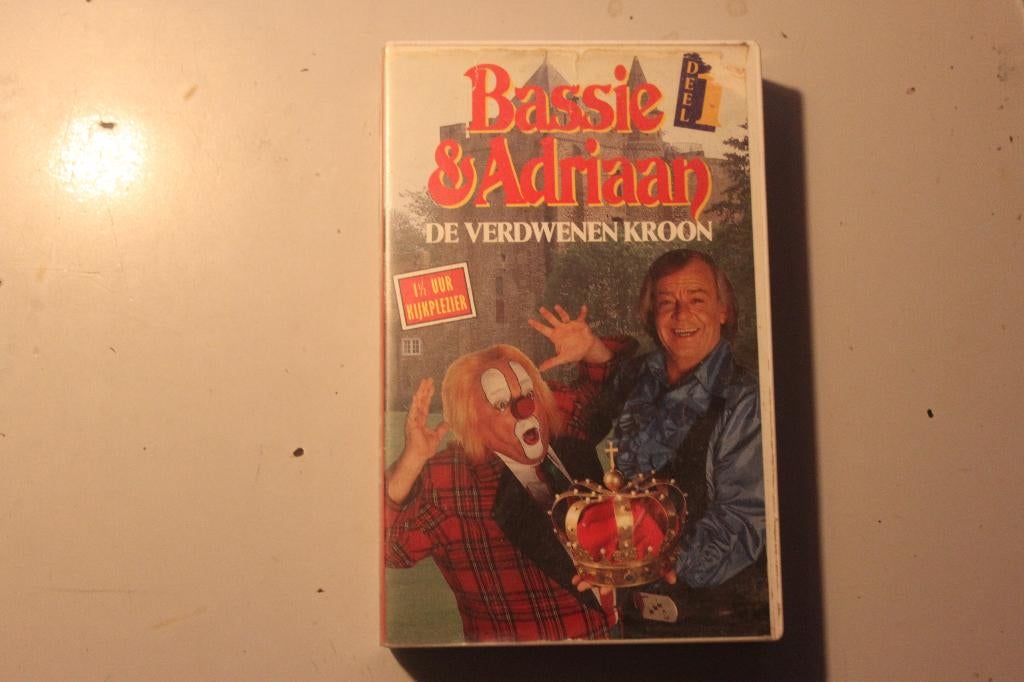 Bassie
& Adriaan
DEEL 1
DE VERDWENEN KROON
1½ UUR
KIJKPLEZIER